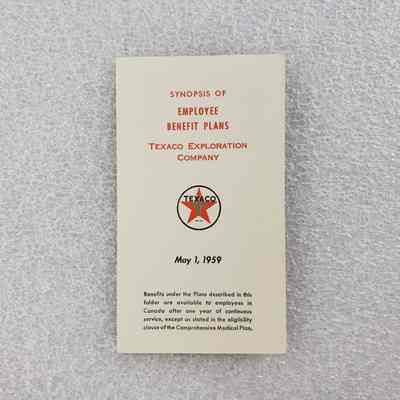 SYNOPSIS OF
EMPLOYEE
BENEFIT PLANS
TEXACO EXPLORATION
COMPANY
TEXACO
May 1, 1959
Benefits under the Plans described in this
folder are available to employees in
Canada after one year of continuous
service, except as stated in the eligibility
clause of the Comprehensive Medical Plan.